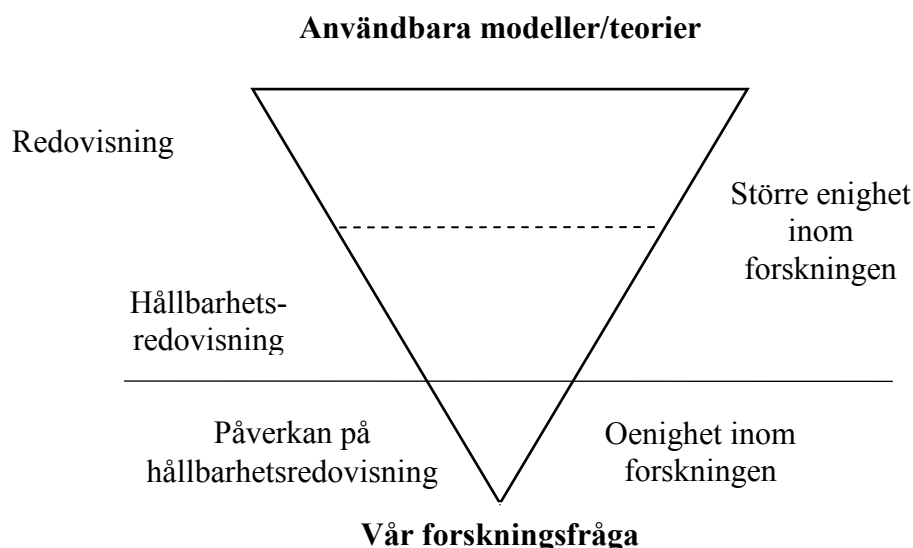 Användbara modeller/teorier
Redovisning
Större enighet
inom
forskningen
Hållbarhets-
redovisning
Påverkan på
hållbarhetsredovisning
Oenighet inom
forskningen
Vår forskningsfråga